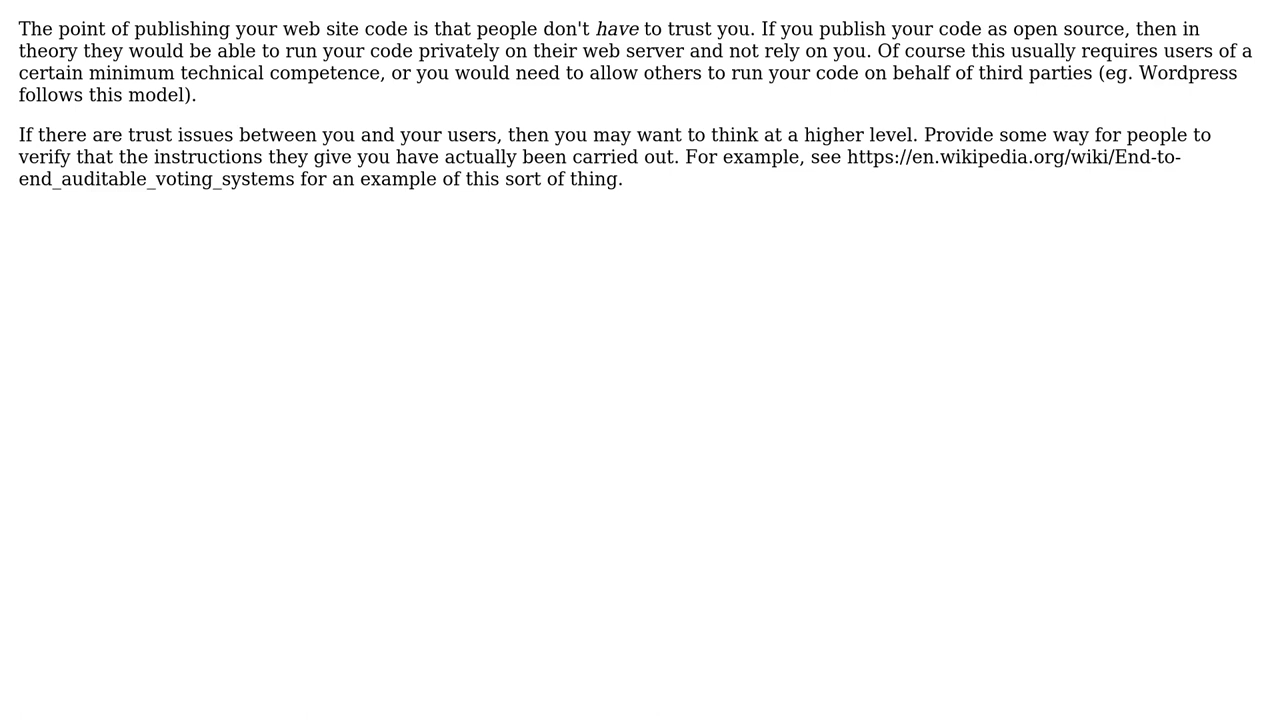 The point of publishing your web site code is that people don't have to trust you. If you publish your code as open source, then in
theory they would be able to run your code privately on their web server and not rely on you. Of course this usually requires users of a
certain minimum technical competence, or you would need to allow others to run your code on behalf of third parties (eg. Wordpress
follows this model).
If there are trust issues between you and your users, then you may want to think at a higher level. Provide some way for people to
verify that the instructions they give you have actually been carried out. For example, see https://en.wikipedia.org/wiki/End-to-
end_auditable_voting_systems for an example of this sort of thing.